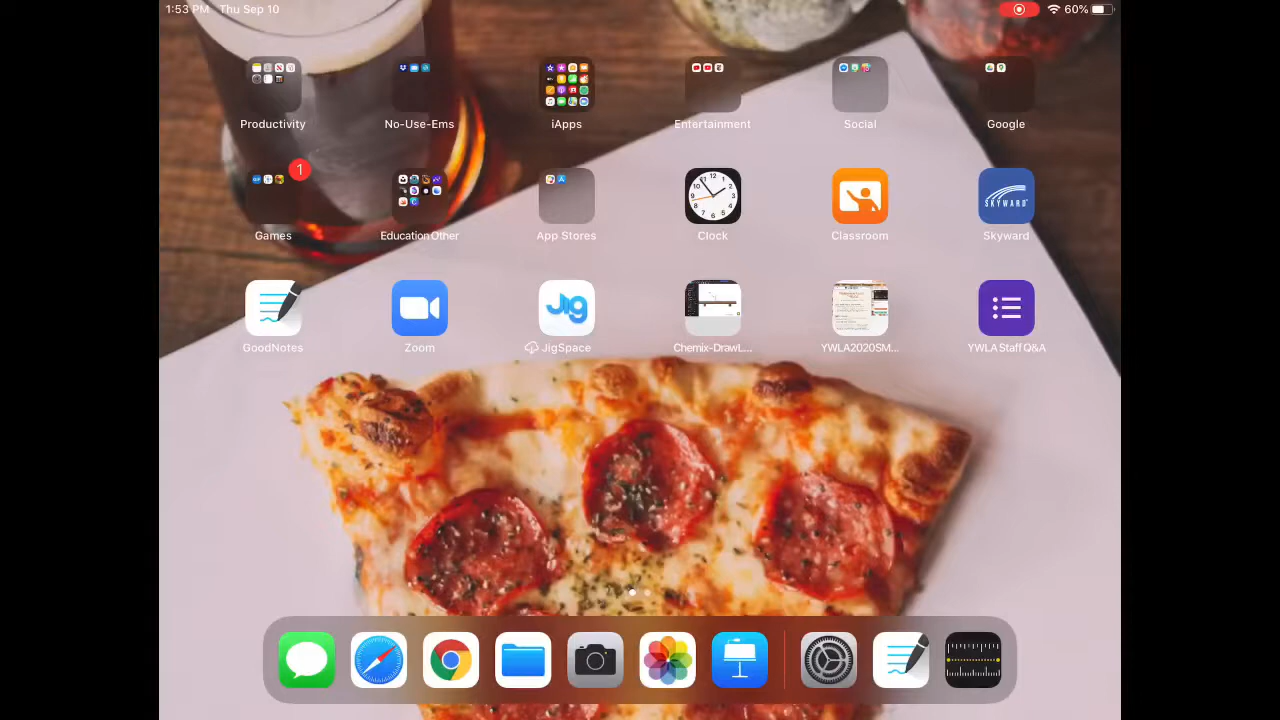 1:53 PM Thu Sep 10
60%
Productivity
No-Use-Ems
iApps
Entertainment
Social
Google
1
Games
Education Other
App Stores
Clock
Classroom
Skyward
SKYWARD
GoodNotes
Zoom
Jig
JigSpace
Chemix-DrawL...
YWLA2020SM...
YWLA Staff Q&A